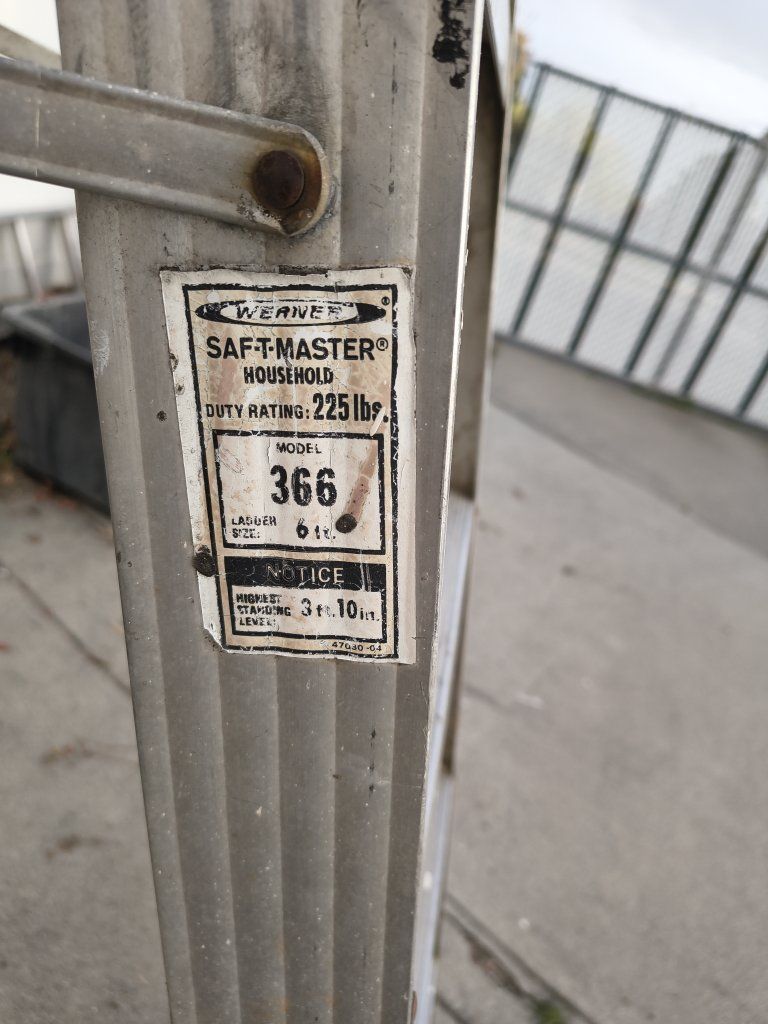 WERNER®
SAF-T-MASTER®
HOUSEHOLD
DUTY RATING: 225 lbs.
MODEL
366
LADDER
SIZE: 6 ft.
NOTICE
HIGHEST
STANDING 3 ft. 10 in.
LEVEL:
47030-04